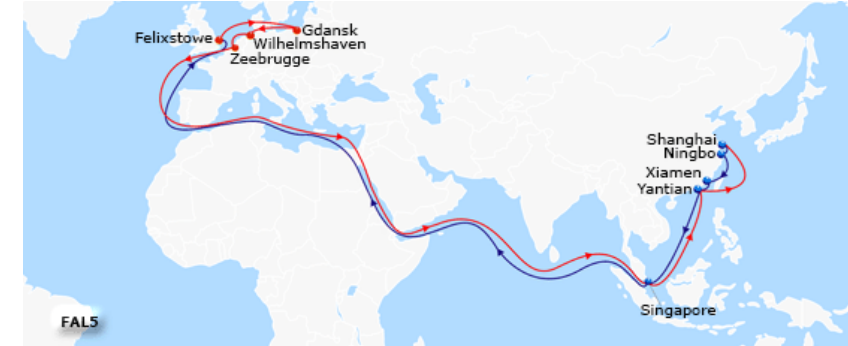 Felixstowe
Gdansk
Wilhelmshaven
Zeebrugge
Shanghai
Ningbo
Xiamen
Yantian
Singapore
FAL5